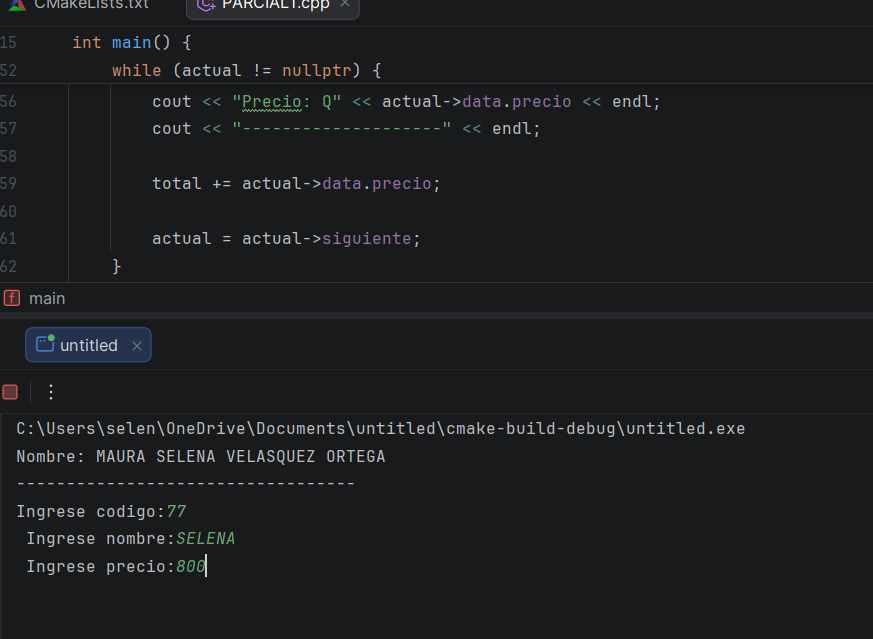 CMakeLists.txt
PARCIAL1.cpp
15 int main() {
52 while (actual != nullptr) {
56 cout << "Precio: Q" << actual->data.precio << endl;
57 cout << "--------------------" << endl;
58
59 total += actual->data.precio;
60
61 actual = actual->siguiente;
62 }
f main
untitled
C:\Users\selen\OneDrive\Documents\untitled\cmake-build-debug\untitled.exe
Nombre: MAURA SELENA VELASQUEZ ORTEGA
----------------------------------
Ingrese codigo:77
Ingrese nombre:SELENA
Ingrese precio:800